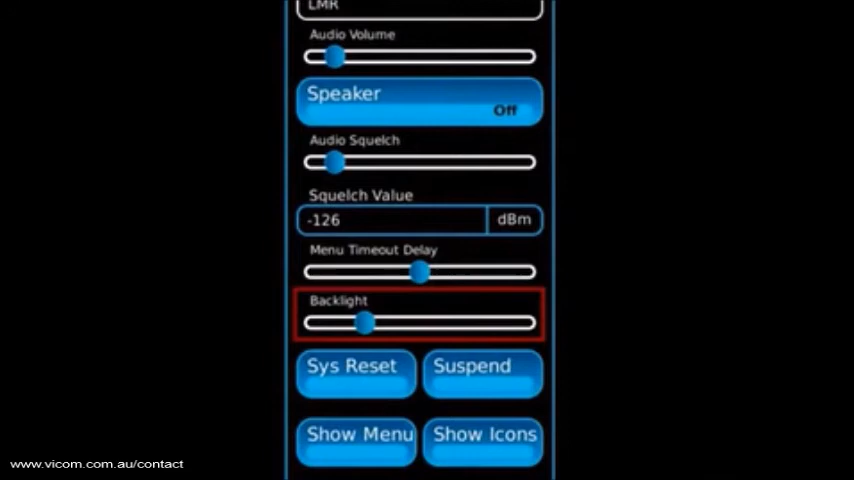 LMR
Audio Volume
Speaker
Off
Audio Squelch
Squelch Value
-126 dBm
Menu Timeout Delay
Backlight
Sys Reset Suspend
Show Menu Show Icons
www.vicom.com.au/contact